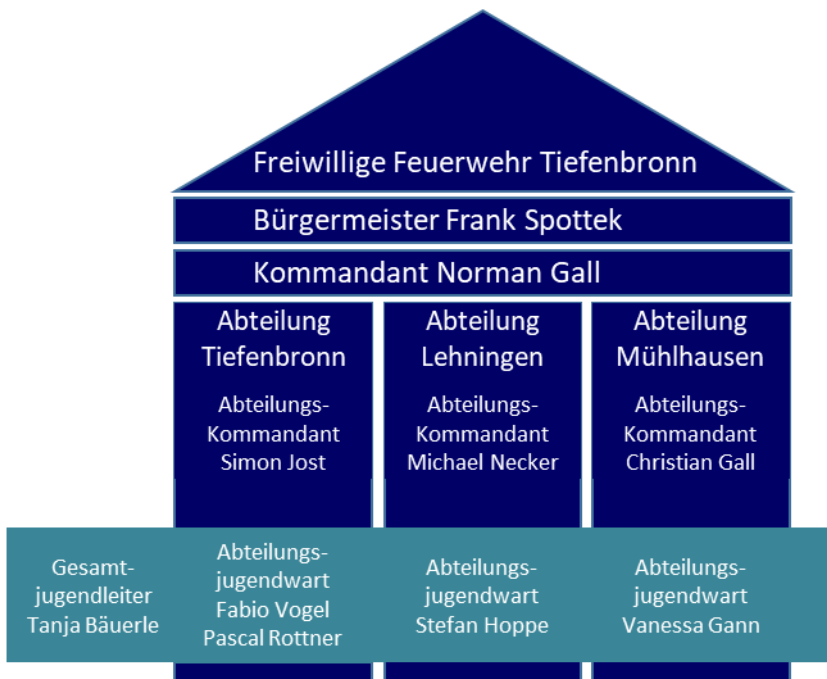 Freiwillige Feuerwehr Tiefenbronn
Bürgermeister Frank Spottek
Kommandant Norman Gall
Abteilung
Tiefenbronn
Abteilungs-
Kommandant
Simon Jost
Abteilung
Lehningen
Abteilungs-
Kommandant
Michael Necker
Abteilung
Mühlhausen
Abteilungs-
Kommandant
Christian Gall
Gesamt-
jugendleiter
Tanja Bäuerle
Abteilungs-
jugendwart
Fabio Vogel
Pascal Rottner
Abteilungs-
jugendwart
Stefan Hoppe
Abteilungs-
jugendwart
Vanessa Gann